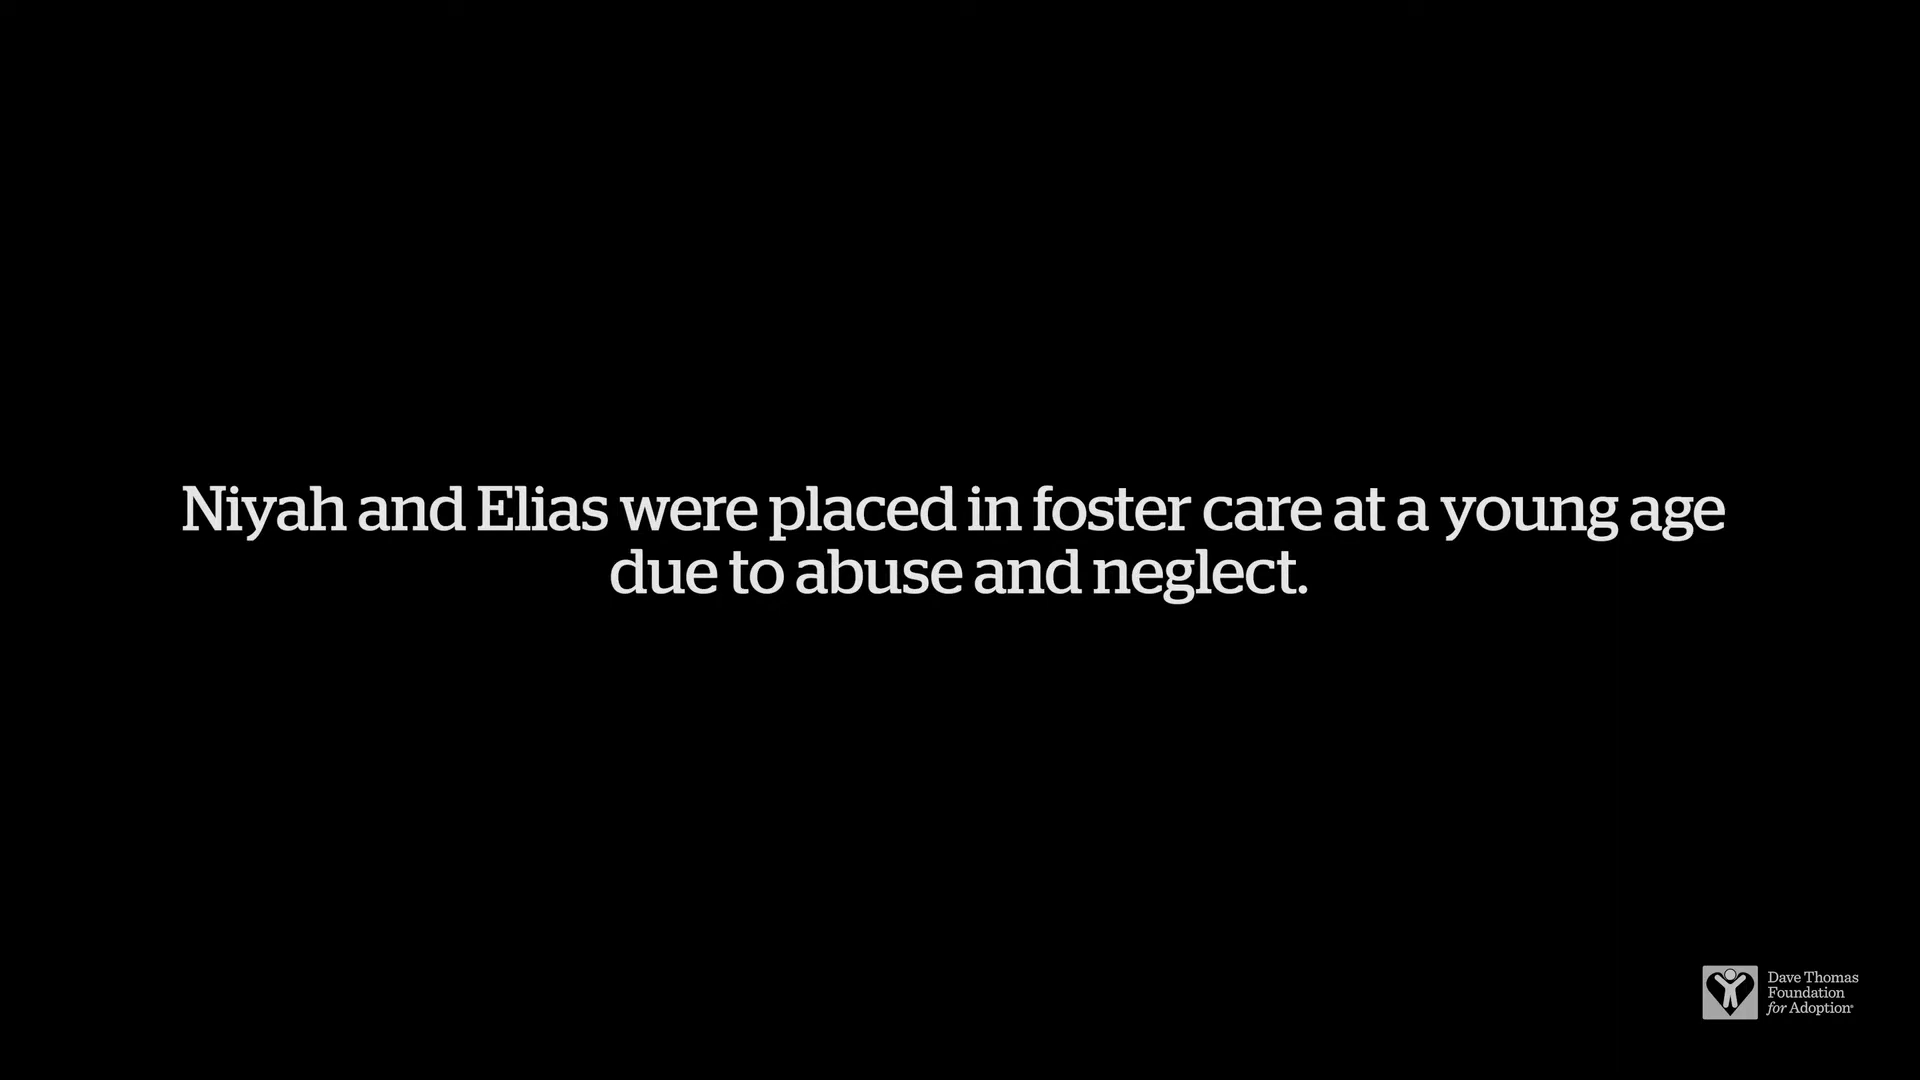 Niyah and Elias were placed in foster care at a young age
due to abuse and neglect.
Dave Thomas
Foundation
for Adoption®